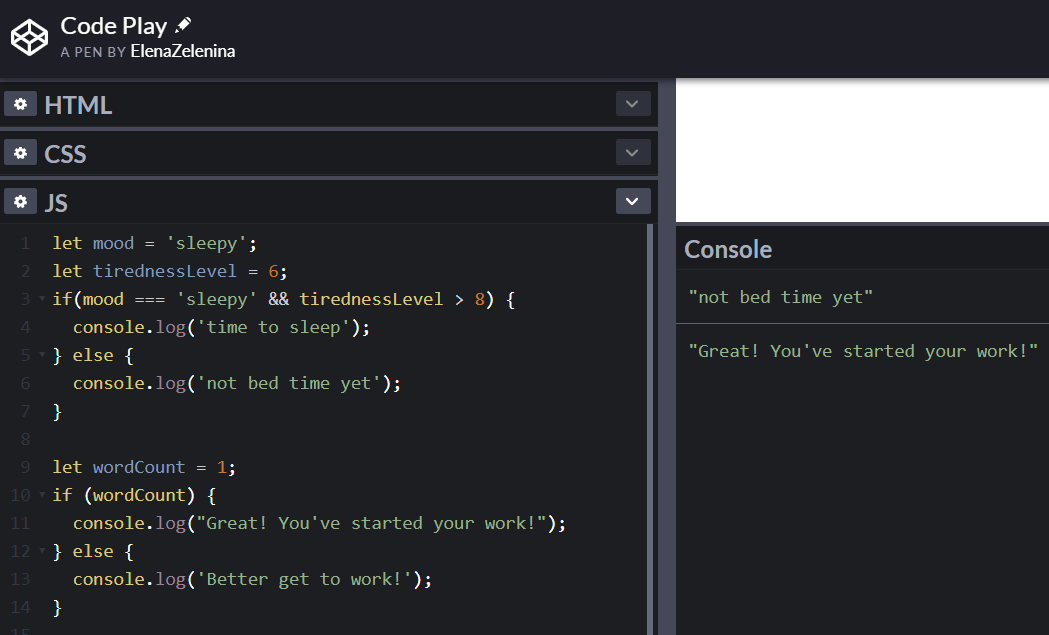 Code Play
A PEN BY ElenaZelenina
HTML
CSS
JS
1 let mood = 'sleepy';
2 let tirednessLevel = 6;
3 if(mood === 'sleepy' && tirednessLevel > 8) {
4 console.log('time to sleep');
5 } else {
6 console.log('not bed time yet');
7 }
8
9 let wordCount = 1;
10 if (wordCount) {
11 console.log("Great! You've started your work!");
12 } else {
13 console.log('Better get to work!');
14 }
15
Console
"not bed time yet"
"Great! You've started your work!"